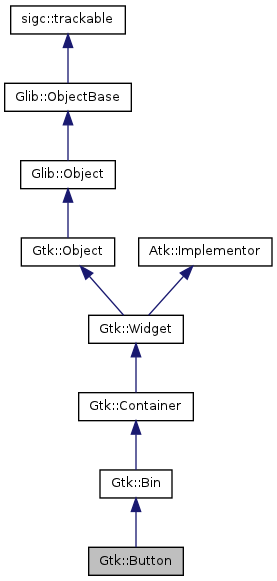 sigc::trackable
Glib::ObjectBase
Glib::Object
Gtk::Object
Atk::Implementor
Gtk::Widget
Gtk::Container
Gtk::Bin
Gtk::Button